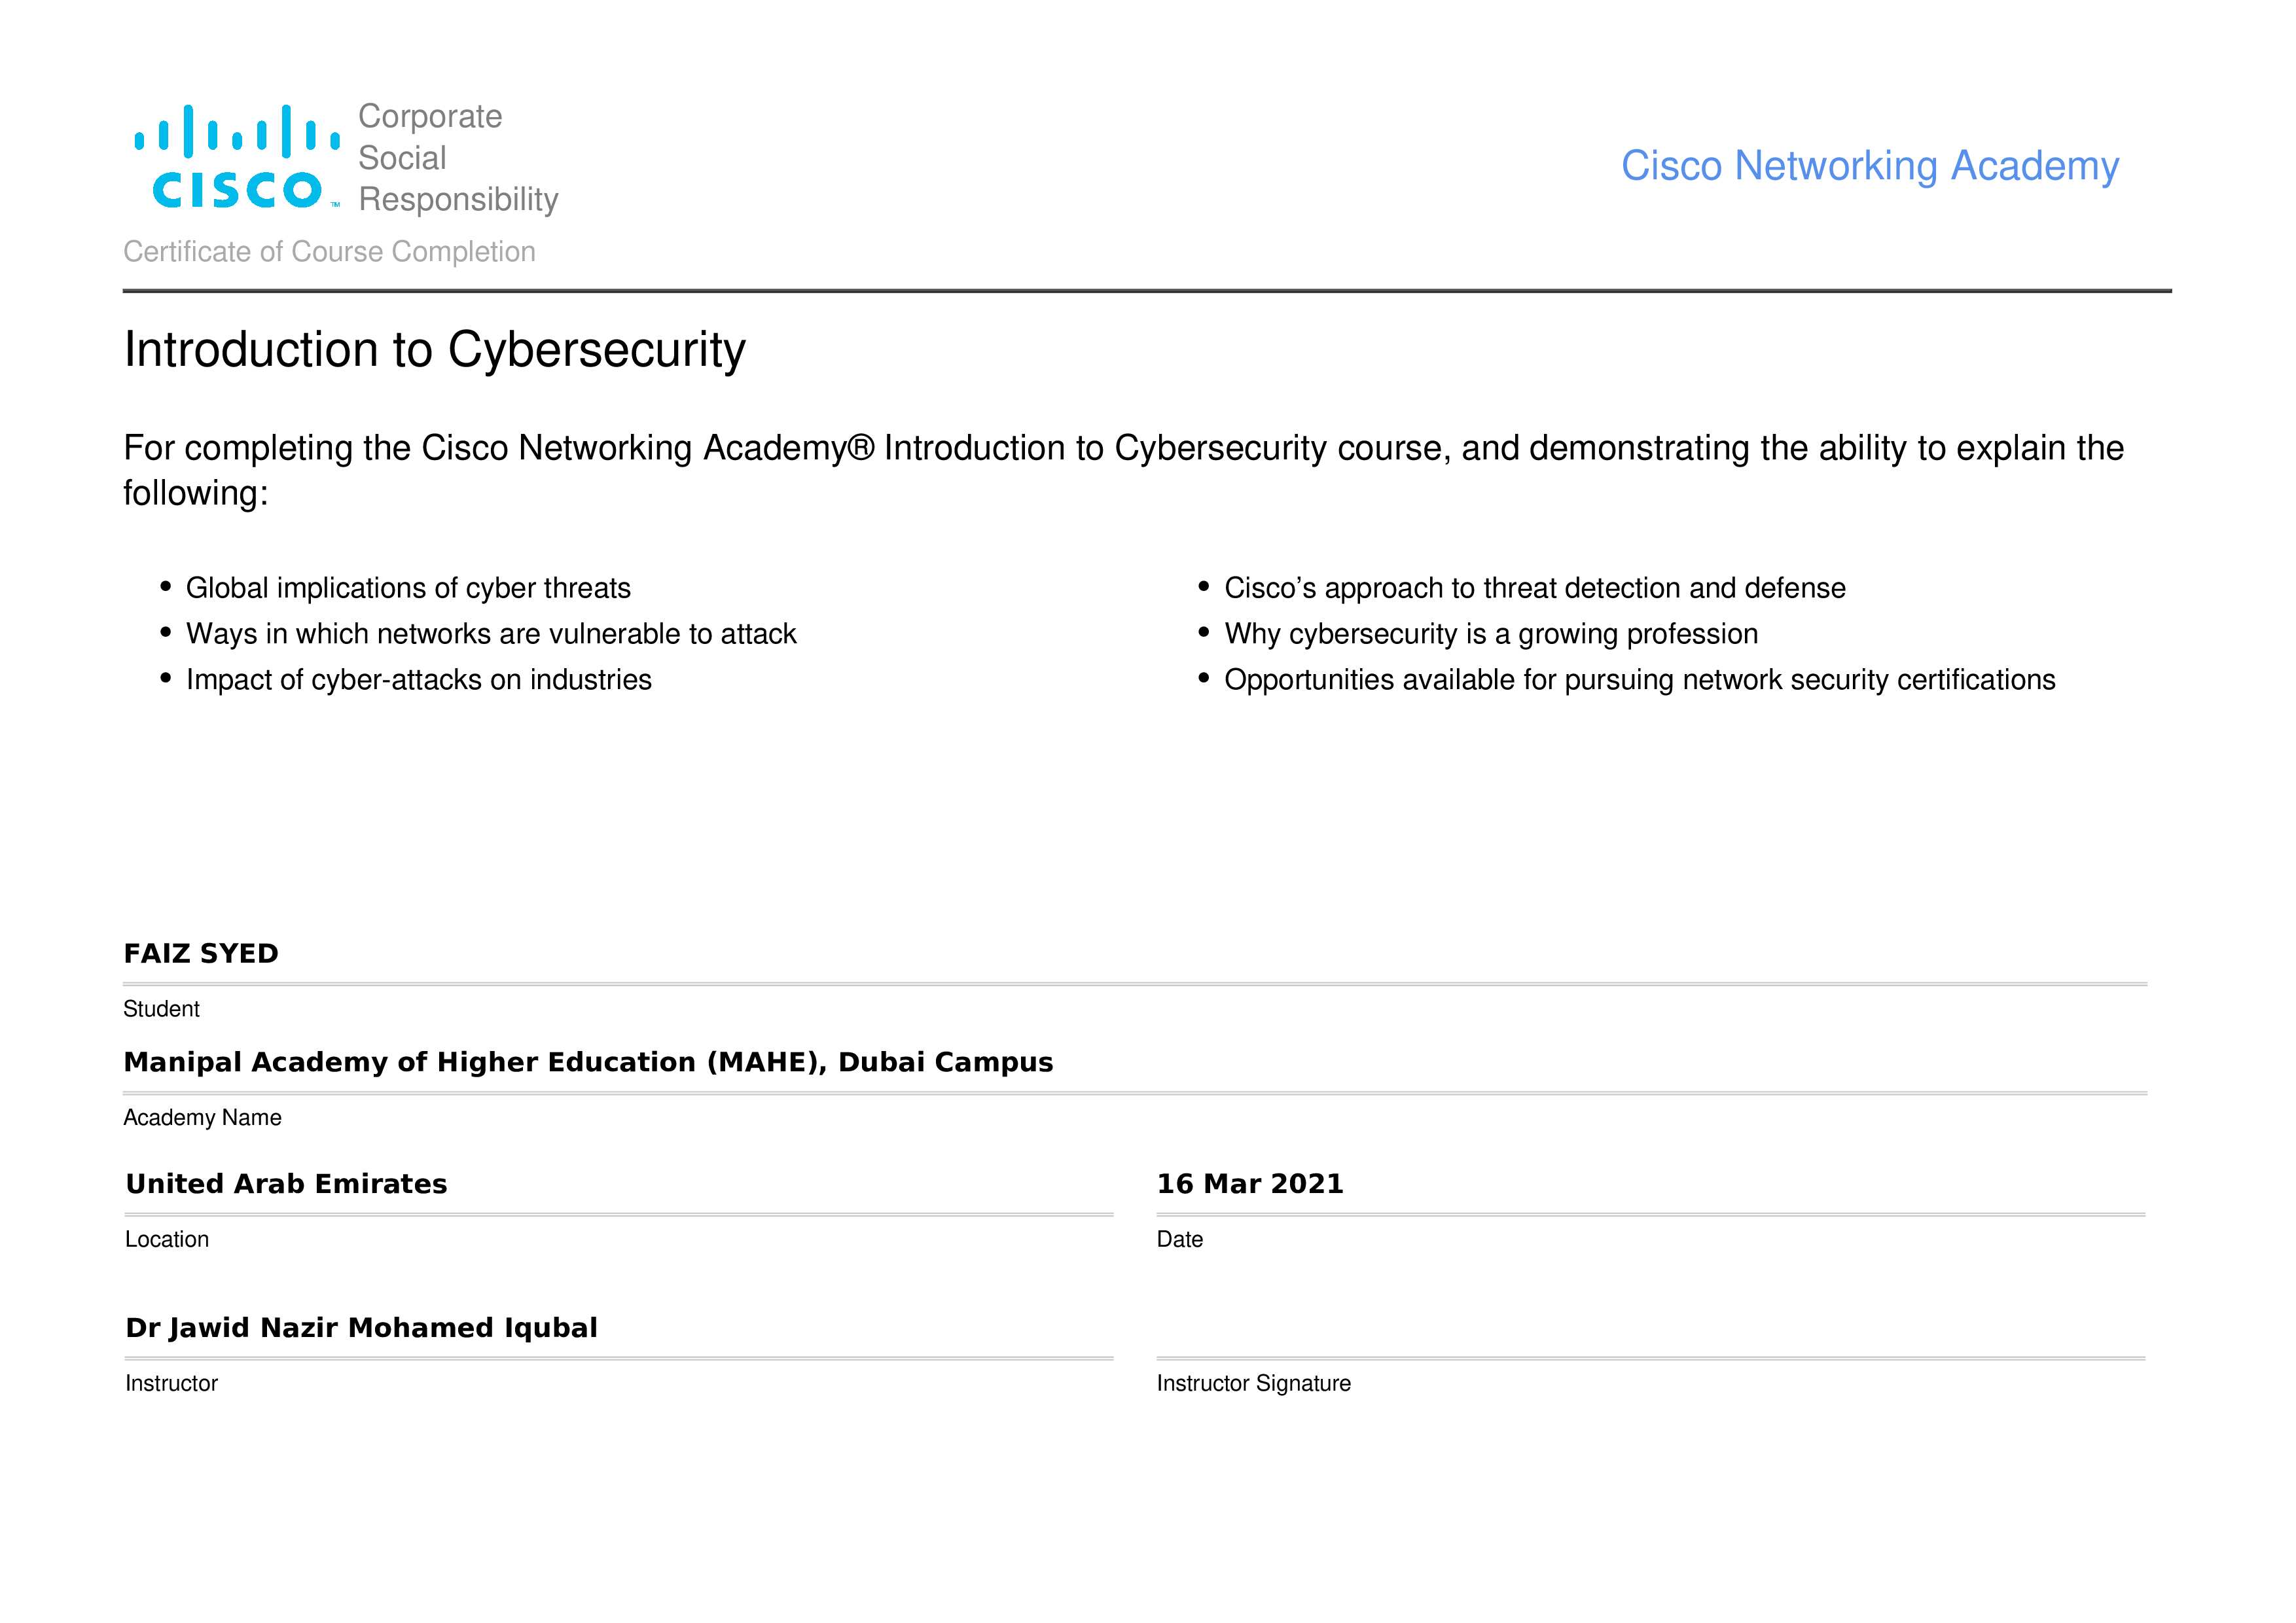 Corporate
Social
Responsibility
CISCO™
Cisco Networking Academy
Certificate of Course Completion
Introduction to Cybersecurity
For completing the Cisco Networking Academy® Introduction to Cybersecurity course, and demonstrating the ability to explain the
following:
• Global implications of cyber threats
• Ways in which networks are vulnerable to attack
• Impact of cyber-attacks on industries
• Cisco’s approach to threat detection and defense
• Why cybersecurity is a growing profession
• Opportunities available for pursuing network security certifications
FAIZ SYED
Student
Manipal Academy of Higher Education (MAHE), Dubai Campus
Academy Name
United Arab Emirates
Location
16 Mar 2021
Date
Dr Jawid Nazir Mohamed Iqubal
Instructor
Instructor Signature